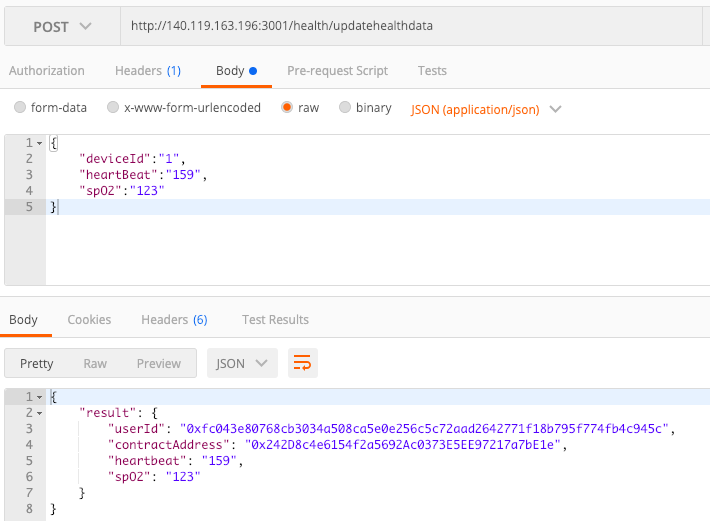 POST http://140.119.163.196:3001/health/updatehealthdata
Authorization Headers (1) Body Pre-request Script Tests
form-data x-www-form-urlencoded raw binary JSON (application/json)
1 {
2 "deviceId":"1",
3 "heartBeat":"159",
4 "spO2":"123"
5 }
Body Cookies Headers (6) Test Results
Pretty Raw Preview JSON
1 {
2 "result": {
3 "userId": "0xfc043e80768cb3034a508ca5e0e256c5c72aad2642771f18b795f774fb4c945c",
4 "contractAddress": "0x242D8c4e6154f2a5692Ac0373E5EE97217a7bE1e",
5 "heartbeat": "159",
6 "spO2": "123"
7 }
8 }